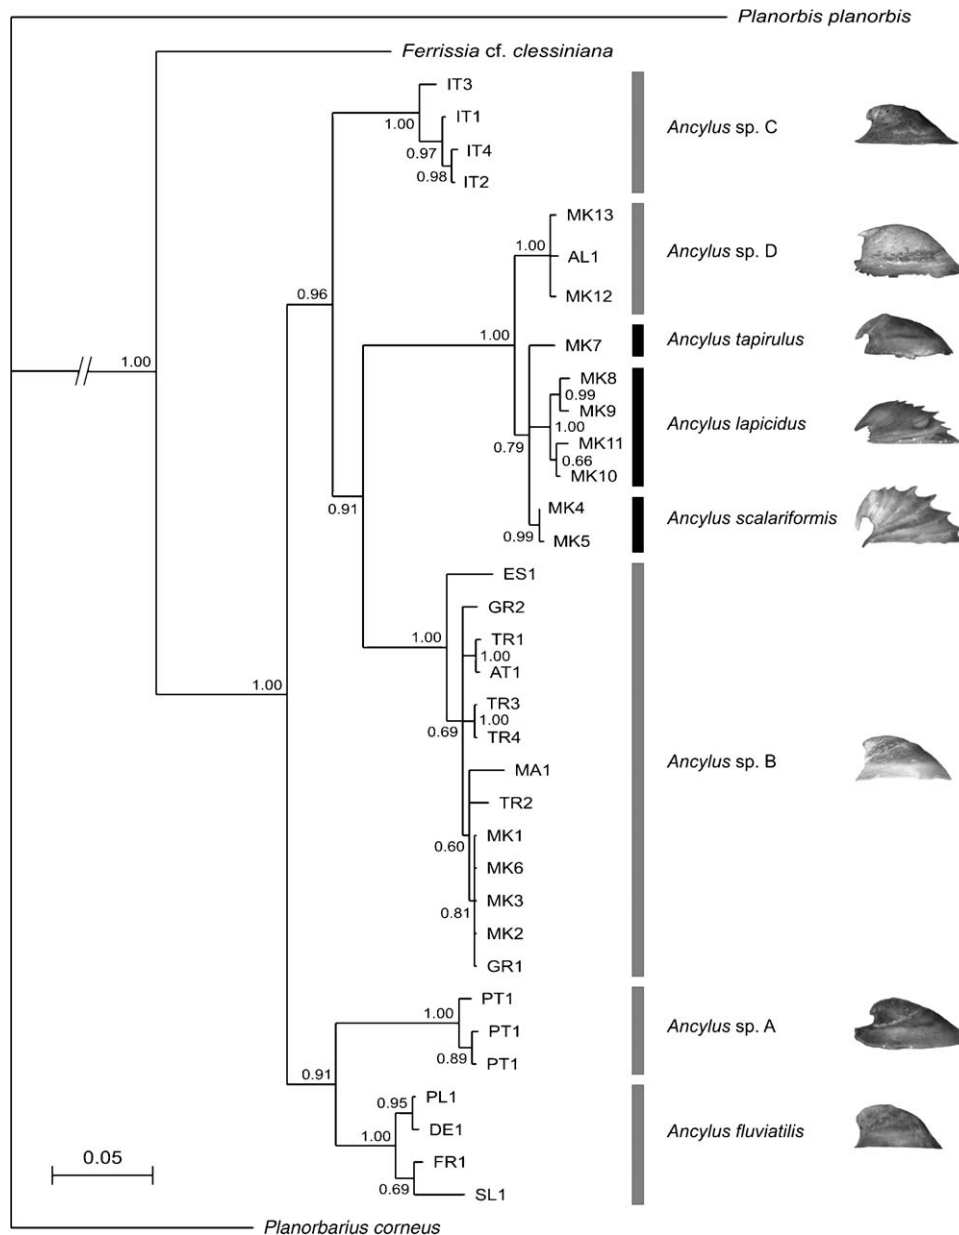 Planorbis planorbis
Ferrissia cf. clessiniana
IT3
IT1
1.00
Ancylus sp. C
0.97
IT4
0.98
IT2
MK13
1.00
AL1
Ancylus sp. D
MK12
0.96
1.00
MK7
Ancylus tapirulus
1.00
MK8
0.99
MK9
1.00
Ancylus lapicidus
0.79
MK11
0.66
MK10
0.91
MK4
Ancylus scalariformis
0.99
MK5
ES1
GR2
1.00
TR1
1.00
AT1
TR3
0.69
1.00
TR4
Ancylus sp. B
MA1
TR2
0.60
MK1
MK6
MK3
0.81
MK2
GR1
1.00
PT1
1.00
PT1
Ancylus sp. A
0.89
PT1
0.91
0.95
PL1
1.00
DE1
Ancylus fluviatilis
0.05
FR1
0.69
SL1
Planorbarius corneus